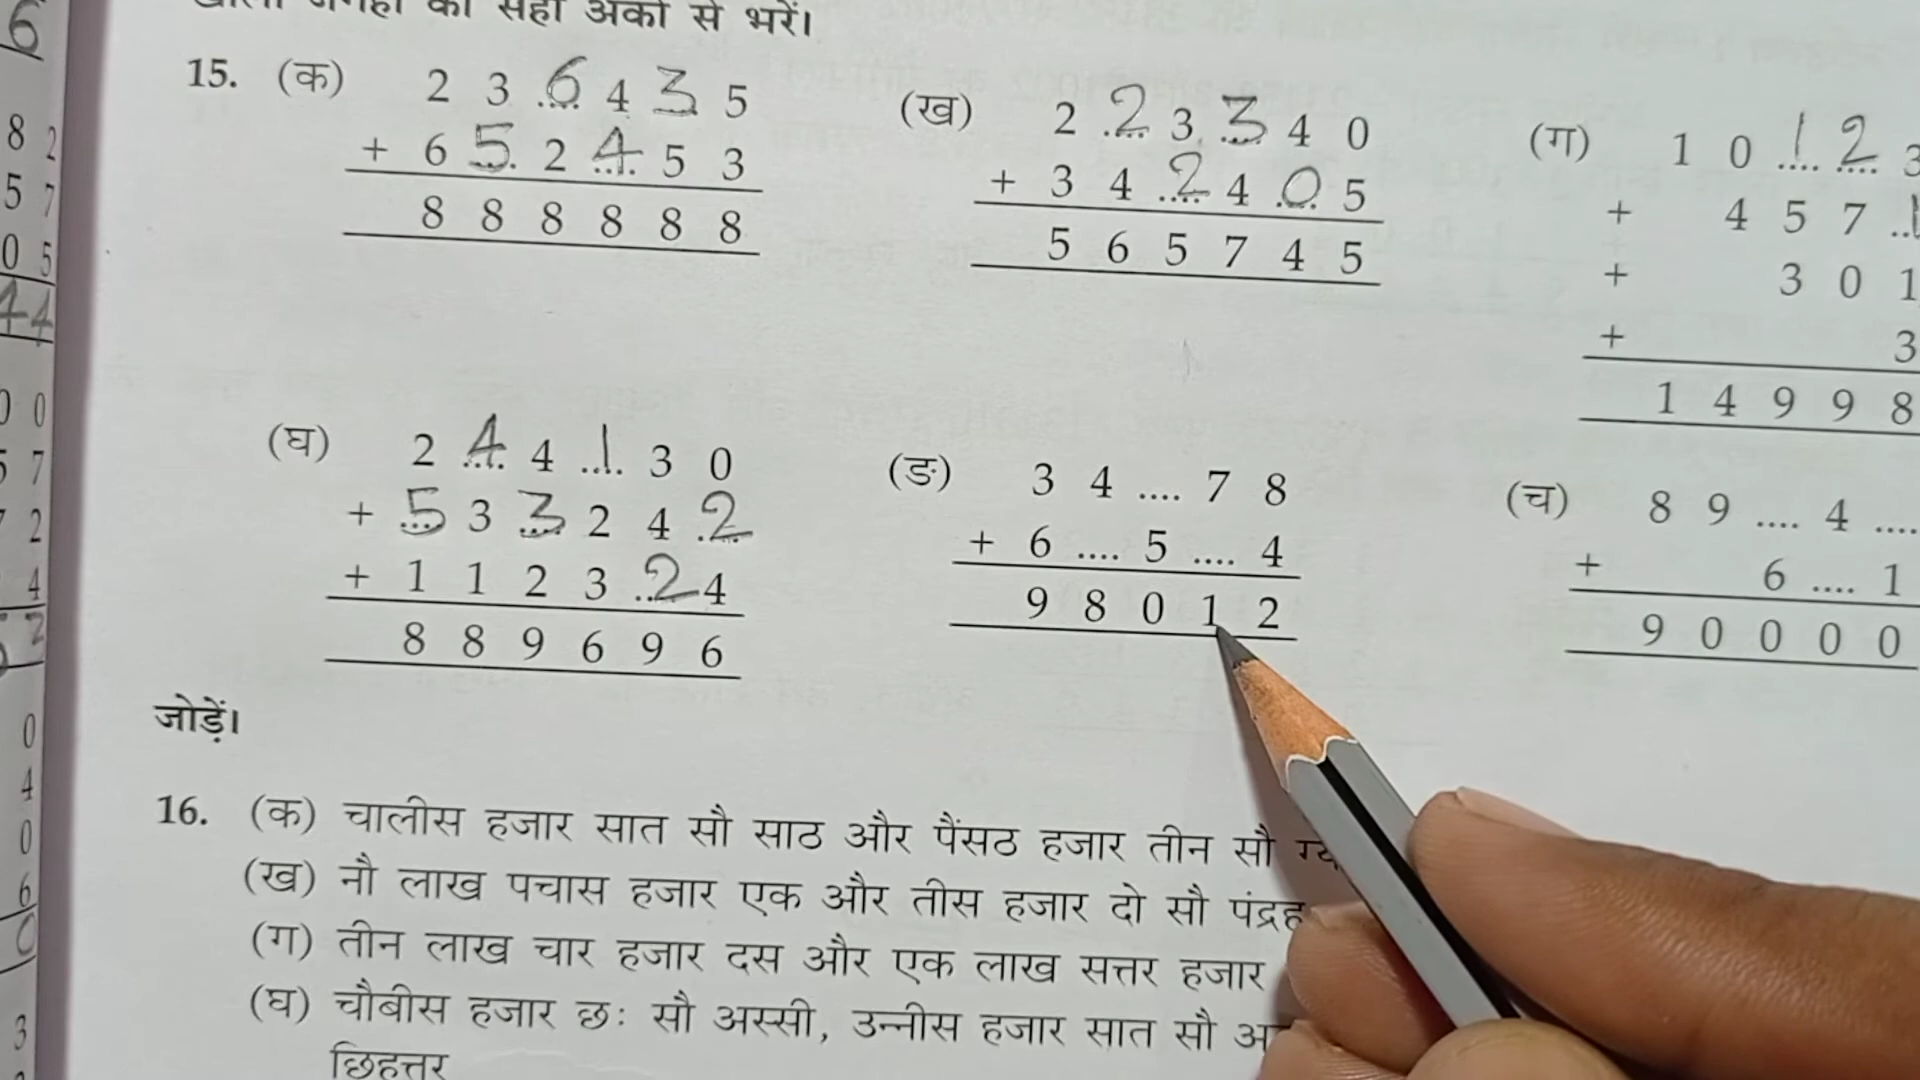 सही अंकों से भरें।
15. (क) 2 3 6 4 3 5
+ 6 5 2 4 5 3
8 8 8 8 8 8
(ख) 2 2 3 3 4 0
+ 3 4 2 4 0 5
5 6 5 7 4 5
(ग) 1 0 1 2 3
+ 4 5 7 1
+ 3 0 1
+ 3
1 4 9 9 8
(घ) 2 4 4 1 3 0
+ 5 3 3 2 4 2
+ 1 1 2 3 2 4
8 8 9 6 9 6
(ङ) 3 4 .... 7 8
+ 6 .... 5 .... 4
9 8 0 1 2
(च) 8 9 .... 4 ....
+ 6 .... 1
9 0 0 0 0
जोड़ें।
16. (क) चालीस हजार सात सौ साठ और पैंसठ हजार तीन सौ
(ख) नौ लाख पचास हजार एक और तीस हजार दो सौ पंद्रह
(ग) तीन लाख चार हजार दस और एक लाख सत्तर हजार
(घ) चौबीस हजार छः सौ अस्सी, उन्नीस हजार सात सौ
छिहत्तर